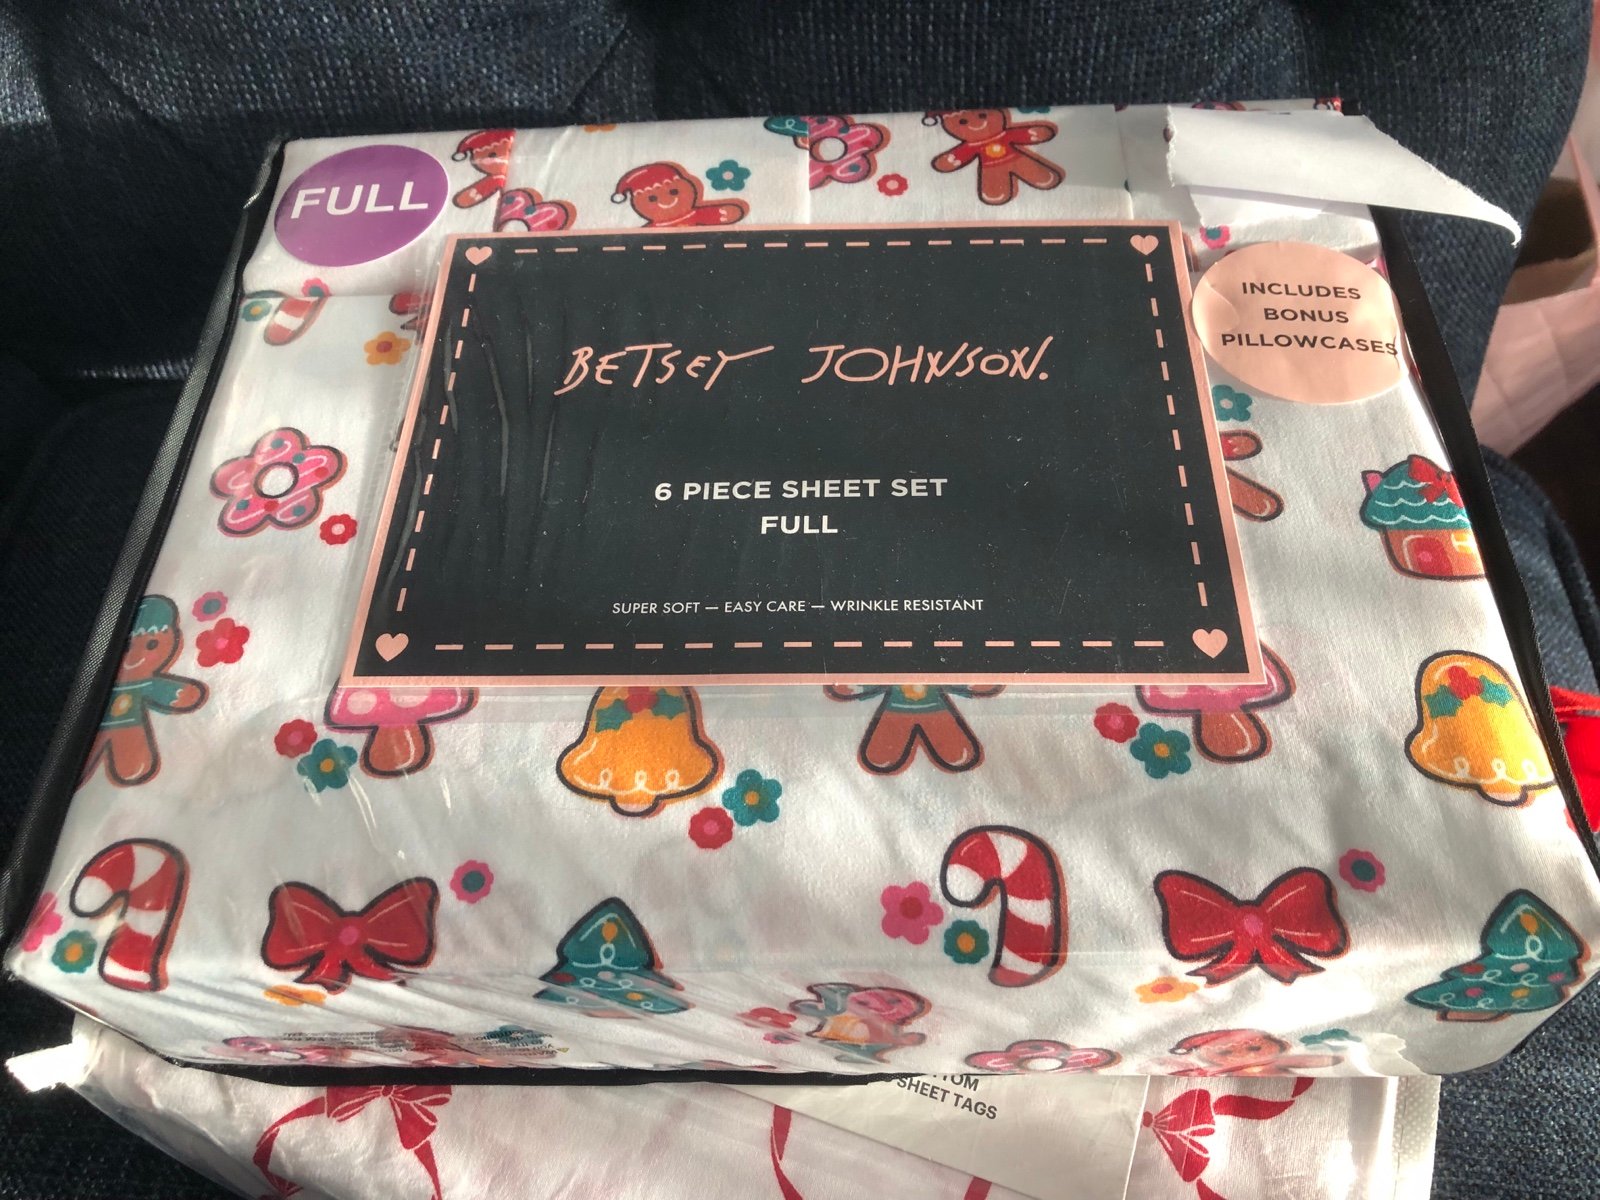 FULL
BETSEY JOHNSON.
INCLUDES
BONUS
PILLOWCASES
6 PIECE SHEET SET
FULL
SUPER SOFT — EASY CARE — WRINKLE RESISTANT
SHEET TAGS